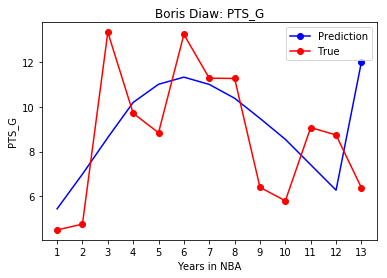 Boris Diaw: PTS_G
Prediction
True
12
10
8
6
PTS_G
1 2 3 4 5 6 7 8 9 10 11 12 13
Years in NBA